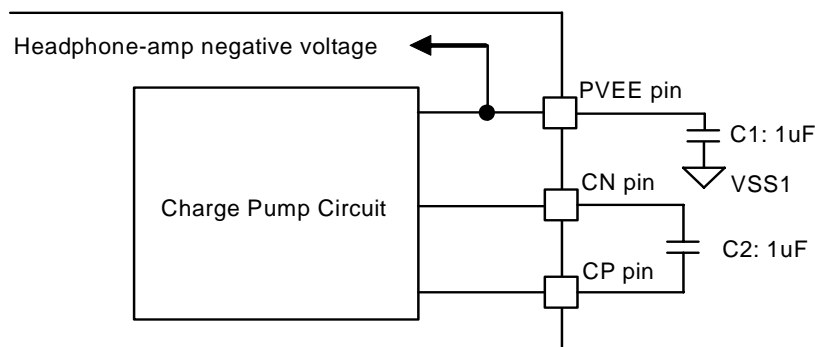 Headphone-amp negative voltage
PVEE pin
C1: 1uF
VSS1
CN pin
Charge Pump Circuit
C2: 1uF
CP pin